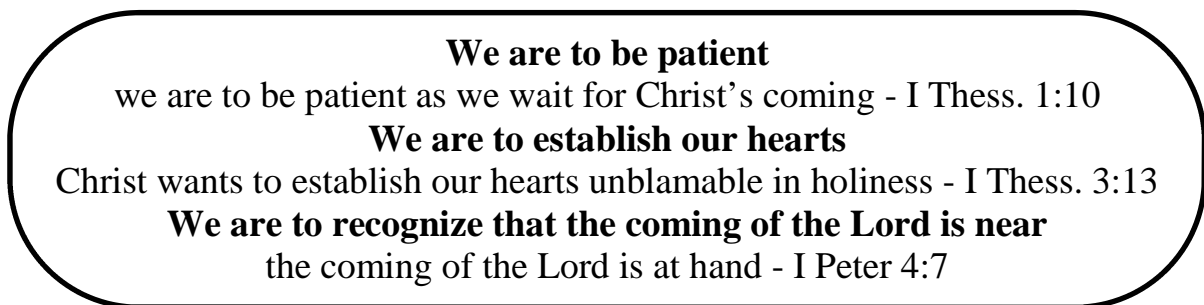 We are to be patient
we are to be patient as we wait for Christ’s coming - I Thess. 1:10
We are to establish our hearts
Christ wants to establish our hearts unblamable in holiness - I Thess. 3:13
We are to recognize that the coming of the Lord is near
the coming of the Lord is at hand - I Peter 4:7